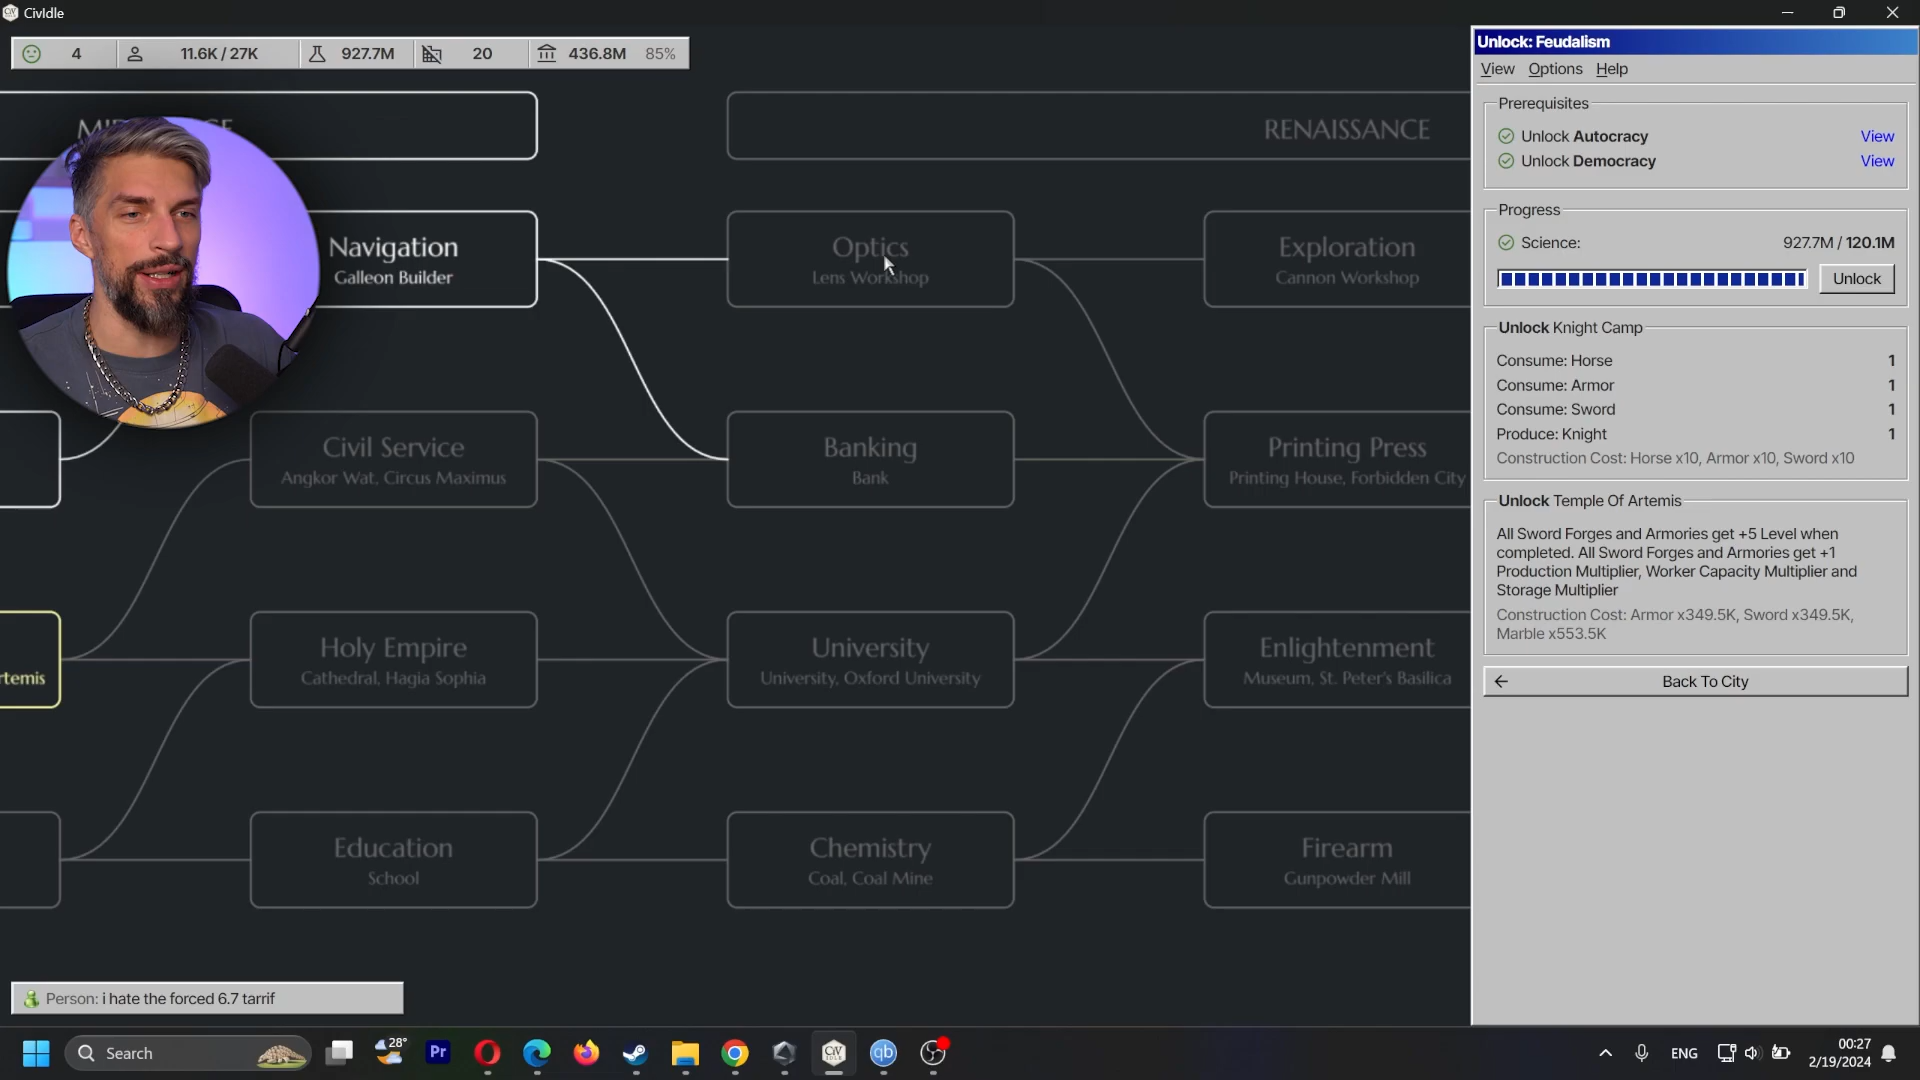 CivIdle
4
11.6K / 27K
927.7M
20
436.8M
85%
RENAISSANCE
Navigation
Galleon Builder
Optics
Lens Workshop
Exploration
Cannon Workshop
Civil Service
Angkor Wat, Circus Maximus
Banking
Bank
Printing Press
Printing House, Forbidden City
rtemis
Holy Empire
Cathedral, Hagia Sophia
University
University, Oxford University
Enlightenment
Museum, St. Peter's Basilica
Education
School
Chemistry
Coal, Coal Mine
Firearm
Gunpowder Mill
Person: i hate the forced 6.7 tarrif
Unlock: Feudalism
View Options Help
Prerequisites
Unlock Autocracy View
Unlock Democracy View
Progress
Science: 927.7M / 120.1M
Unlock
Unlock Knight Camp
Consume: Horse 1
Consume: Armor 1
Consume: Sword 1
Produce: Knight 1
Construction Cost: Horse x10, Armor x10, Sword x10
Unlock Temple Of Artemis
All Sword Forges and Armories get +5 Level when
completed. All Sword Forges and Armories get +1
Production Multiplier, Worker Capacity Multiplier and
Storage Multiplier
Construction Cost: Armor x349.5K, Sword x349.5K,
Marble x553.5K
Back To City
Search
28°
Pr
CIV
IDLE
qb
ENG
00:27
2/19/2024